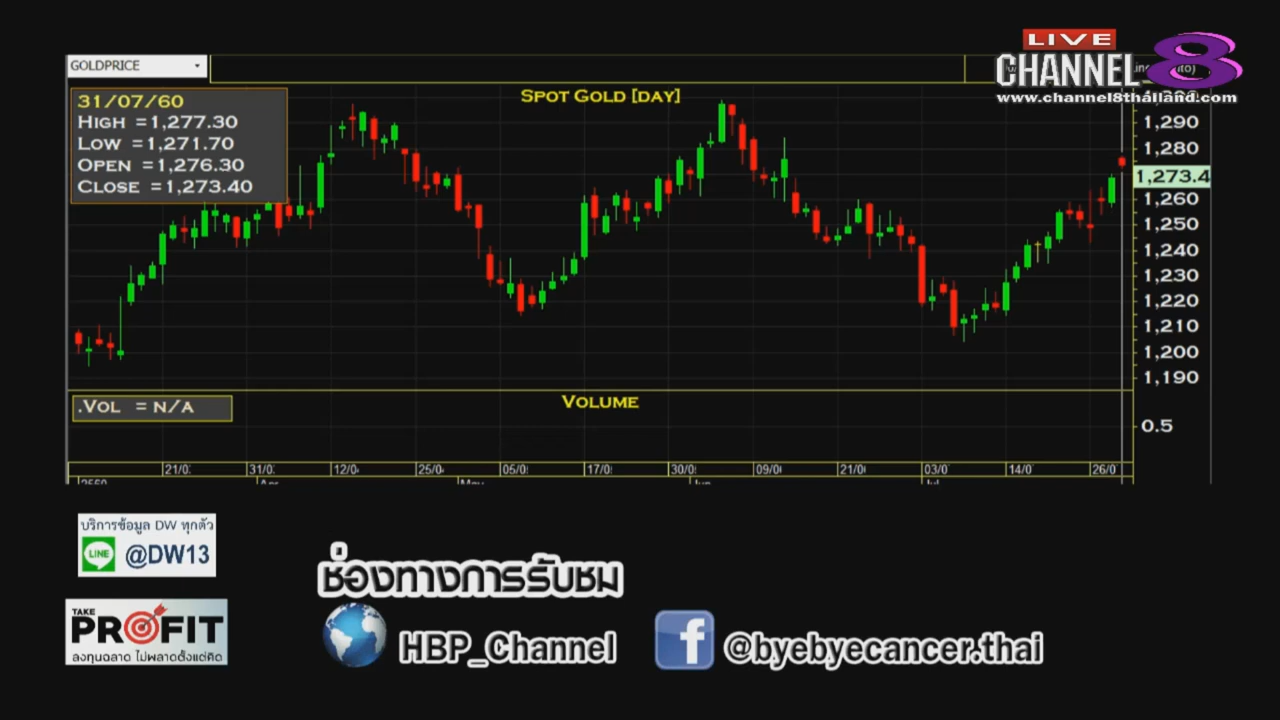 GOLDPRICE
LIVE
CHANNEL 8
www.channel8thailand.com
31/07/60
HIGH =1,277.30
LOW =1,271.70
OPEN =1,276.30
CLOSE =1,273.40
SPOT GOLD [DAY]
1,290
1,280
1,273.4
1,260
1,250
1,240
1,230
1,220
1,210
1,200
1,190
.VOL = N/A
VOLUME
0.5
21/0 31/0 12/0 25/0 05/0 17/0 30/0 09/0 21/0 03/0 14/0 26/0
บริการข้อมูล DW ทุกตัว
LINE @DW13
ช่องทางการรับชม
TAKE
PROFIT
ลงทุนฉลาด ไม่พลาดตั้งแต่คิด
HBP_Channel
f @byebyecancer.thai